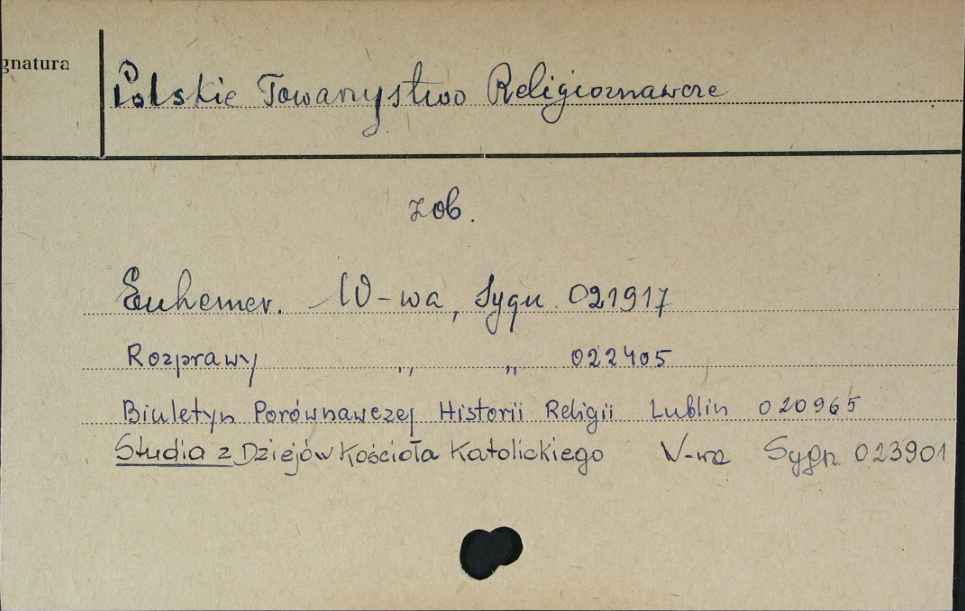 gnatura
Polskie Towarzystwo Religioznawcze
zob.
Euhemer. W-wa, Sygn. 021917
Rozprawy „ „ 022405
Biuletyn Porównawczej Historii Religii Lublin 020965
Studia z Dziejów Kościoła Katolickiego W-wa Sygn 023901